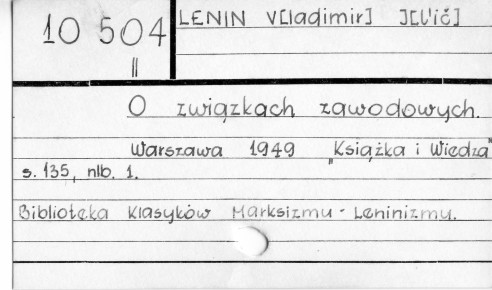 10 504
II
LENIN V[ladimir] I[l'ič]
O związkach zawodowych.
Warszawa 1949 "Książka i Wiedza"
s. 135, nlb. 1.
Biblioteka Klasyków Marksizmu - Leninizmu.